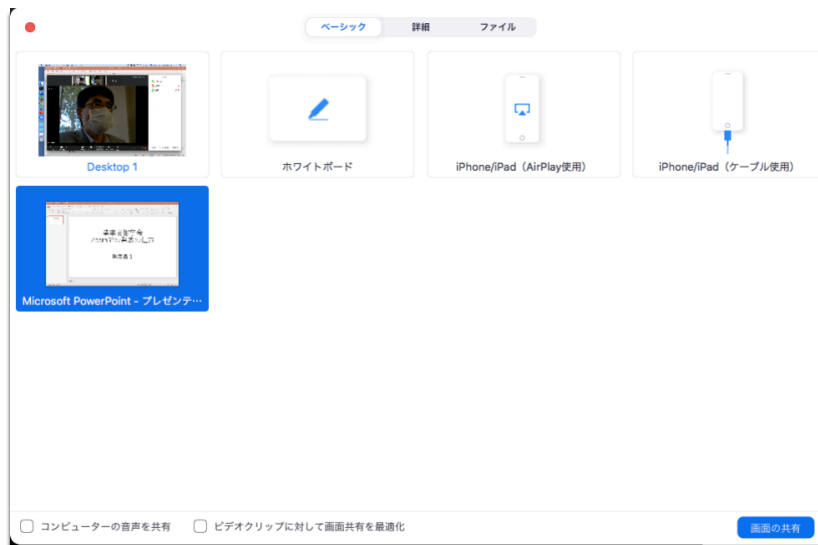 ベーシック 詳細 ファイル
Desktop 1 ホワイトボード iPhone/iPad（AirPlay使用） iPhone/iPad（ケーブル使用）
発表者1
Microsoft PowerPoint - プレゼンテ…
コンピューターの音声を共有 ビデオクリップに対して画面共有を最適化 画面の共有